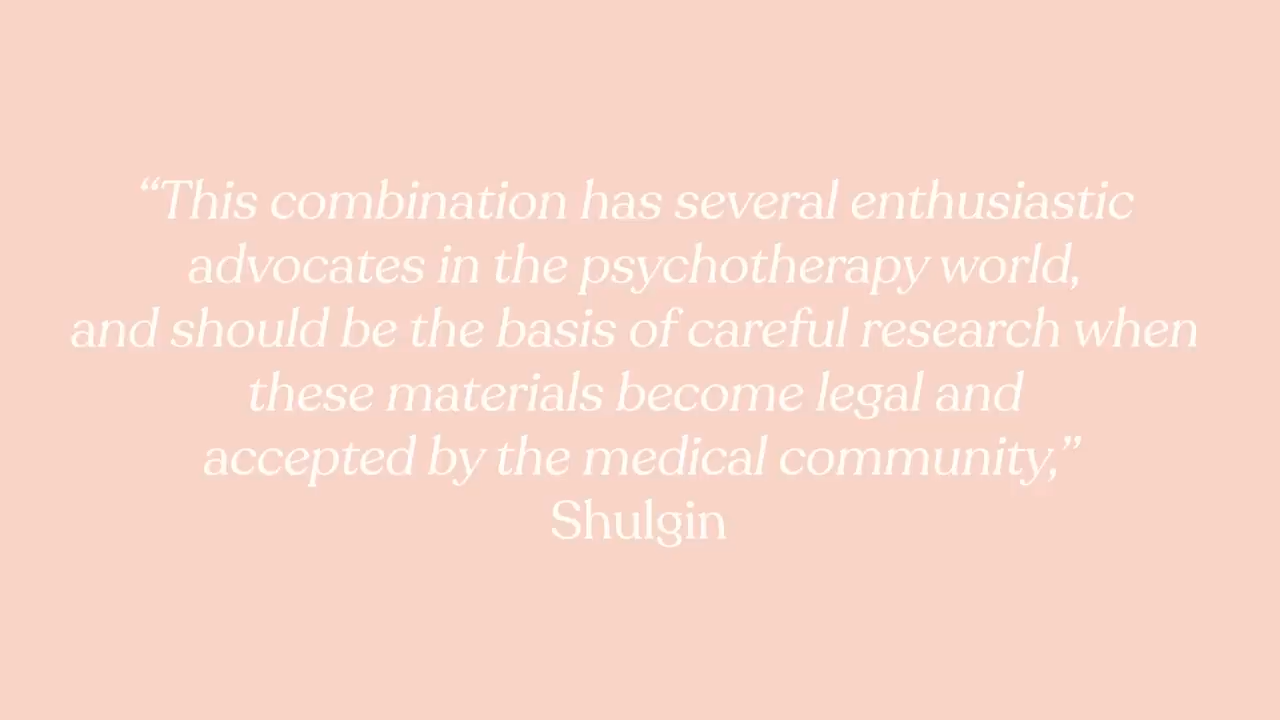 “This combination has several enthusiastic
advocates in the psychotherapy world,
and should be the basis of careful research when
these materials become legal and
accepted by the medical community,”
Shulgin